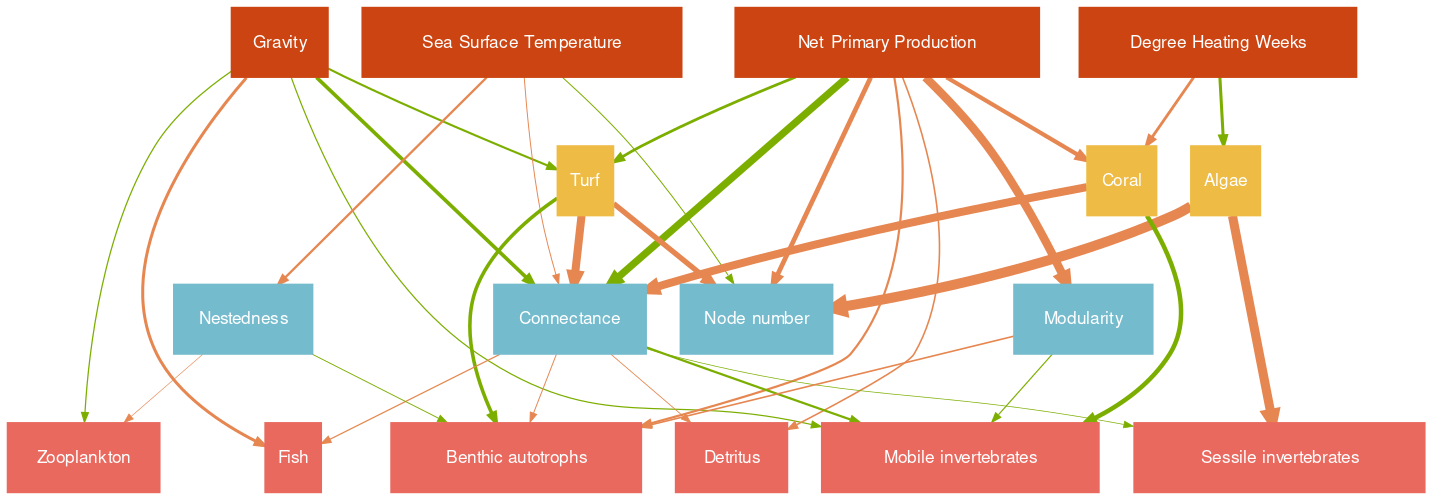 Gravity
Sea Surface Temperature
Net Primary Production
Degree Heating Weeks
Turf
Coral
Algae
Nestedness
Connectance
Node number
Modularity
Zooplankton
Fish
Benthic autotrophs
Detritus
Mobile invertebrates
Sessile invertebrates